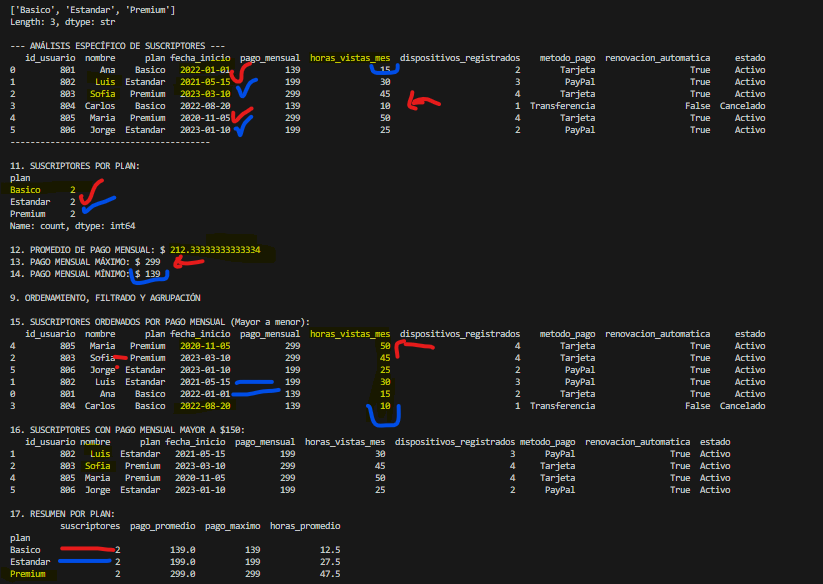 ['Basico', 'Estandar', 'Premium']
Length: 3, dtype: str
--- ANÁLISIS ESPECÍFICO DE SUSCRIPTORES ---
id_usuario nombre plan fecha_inicio pago_mensual horas_vistas_mes dispositivos_registrados metodo_pago renovacion_automatica estado
0 801 Ana Basico 2022-01-01 139 15 2 Tarjeta True Activo
1 802 Luis Estandar 2021-05-15 199 30 3 PayPal True Activo
2 803 Sofia Premium 2023-03-10 299 45 4 Tarjeta True Activo
3 804 Carlos Basico 2022-08-20 139 10 1 Transferencia False Cancelado
4 805 Maria Premium 2020-11-05 299 50 4 Tarjeta True Activo
5 806 Jorge Estandar 2023-01-10 199 25 2 PayPal True Activo
----------------------------------------
11. SUSCRIPTORES POR PLAN:
plan
Basico 2
Estandar 2
Premium 2
Name: count, dtype: int64
12. PROMEDIO DE PAGO MENSUAL: $ 212.33333333333334
13. PAGO MENSUAL MÁXIMO: $ 299
14. PAGO MENSUAL MÍNIMO: $ 139
9. ORDENAMIENTO, FILTRADO Y AGRUPACIÓN
15. SUSCRIPTORES ORDENADOS POR PAGO MENSUAL (Mayor a menor):
id_usuario nombre plan fecha_inicio pago_mensual horas_vistas_mes dispositivos_registrados metodo_pago renovacion_automatica estado
4 805 Maria Premium 2020-11-05 299 50 4 Tarjeta True Activo
2 803 Sofia Premium 2023-03-10 299 45 4 Tarjeta True Activo
5 806 Jorge Estandar 2023-01-10 199 25 2 PayPal True Activo
1 802 Luis Estandar 2021-05-15 199 30 3 PayPal True Activo
0 801 Ana Basico 2022-01-01 139 15 2 Tarjeta True Activo
3 804 Carlos Basico 2022-08-20 139 10 1 Transferencia False Cancelado
16. SUSCRIPTORES CON PAGO MENSUAL MAYOR A $150:
id_usuario nombre plan fecha_inicio pago_mensual horas_vistas_mes dispositivos_registrados metodo_pago renovacion_automatica estado
1 802 Luis Estandar 2021-05-15 199 30 3 PayPal True Activo
2 803 Sofia Premium 2023-03-10 299 45 4 Tarjeta True Activo
4 805 Maria Premium 2020-11-05 299 50 4 Tarjeta True Activo
5 806 Jorge Estandar 2023-01-10 199 25 2 PayPal True Activo
17. RESUMEN POR PLAN:
suscriptores pago_promedio pago_maximo horas_promedio
plan
Basico 2 139.0 139 12.5
Estandar 2 199.0 199 27.5
Premium 2 299.0 299 47.5